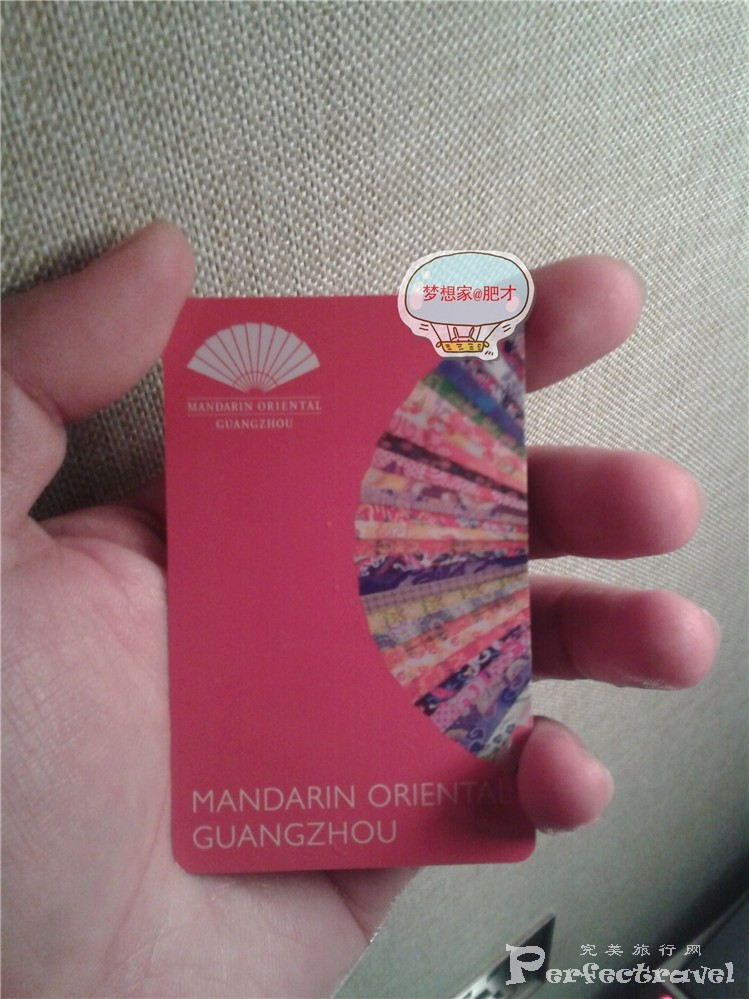 梦想家@肥才
MANDARIN ORIENTAL
GUANGZHOU
MANDARIN ORIENTAL
GUANGZHOU
完美旅行网
Perfectravel